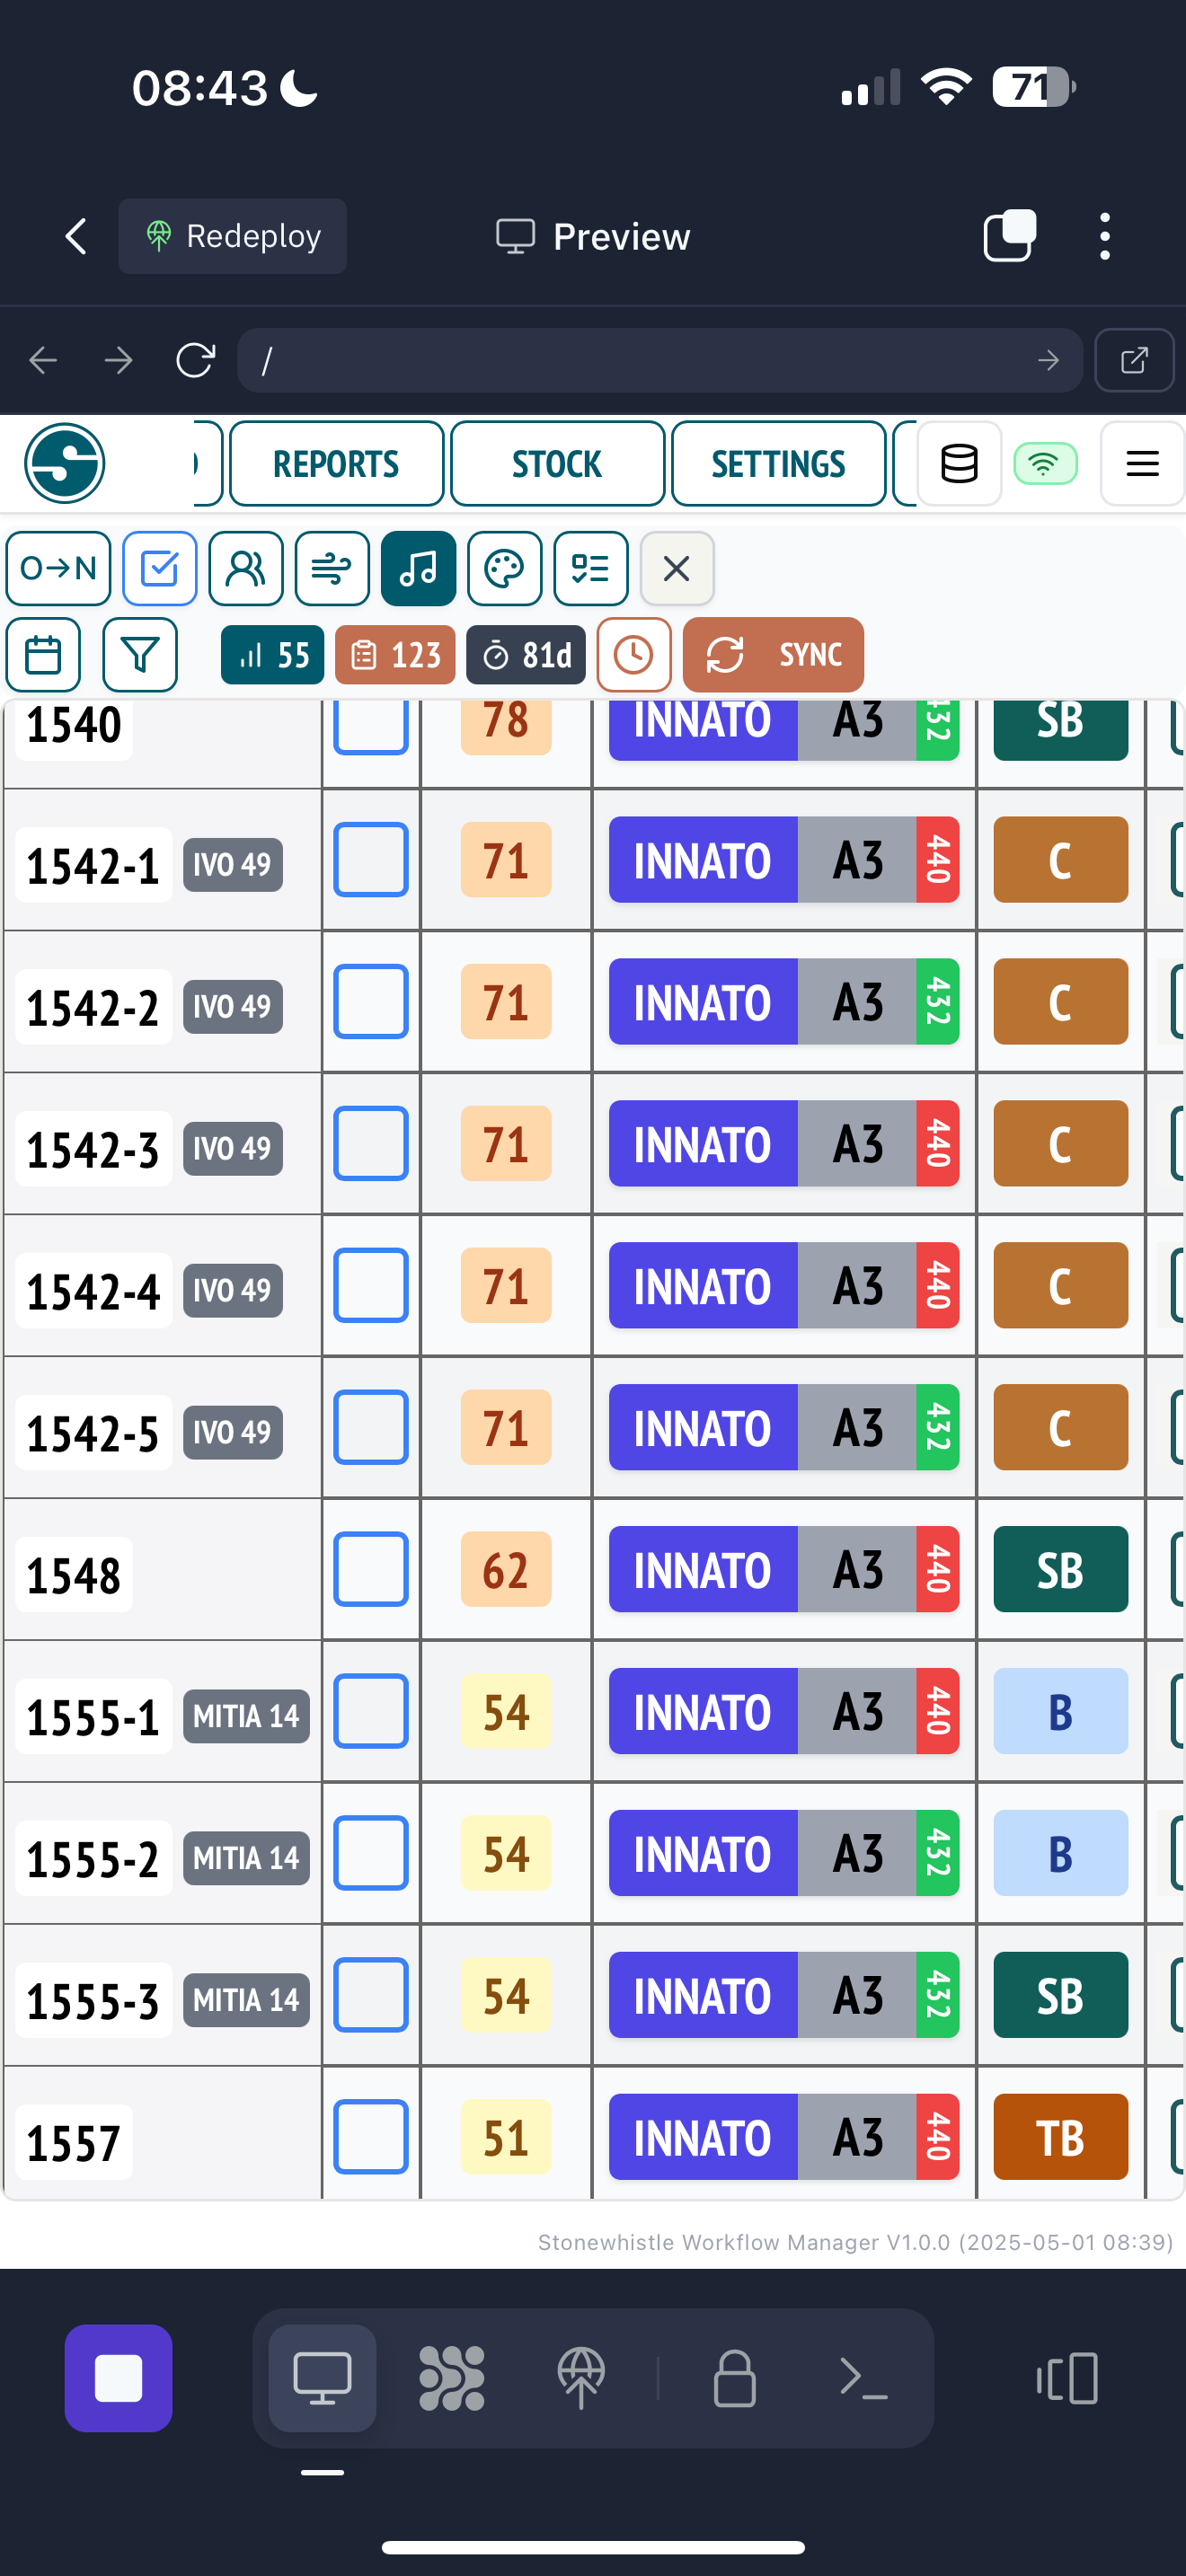 08:43 71
Redeploy Preview
/
REPORTS STOCK SETTINGS
O→N
55 123 81d SYNC
1540 78 INNATO A3 432 SB
1542-1 IVO 49 71 INNATO A3 440 C
1542-2 IVO 49 71 INNATO A3 432 C
1542-3 IVO 49 71 INNATO A3 440 C
1542-4 IVO 49 71 INNATO A3 440 C
1542-5 IVO 49 71 INNATO A3 432 C
1548 62 INNATO A3 440 SB
1555-1 MITIA 14 54 INNATO A3 440 B
1555-2 MITIA 14 54 INNATO A3 432 B
1555-3 MITIA 14 54 INNATO A3 432 SB
1557 51 INNATO A3 440 TB
Stonewhistle Workflow Manager V1.0.0 (2025-05-01 08:39)